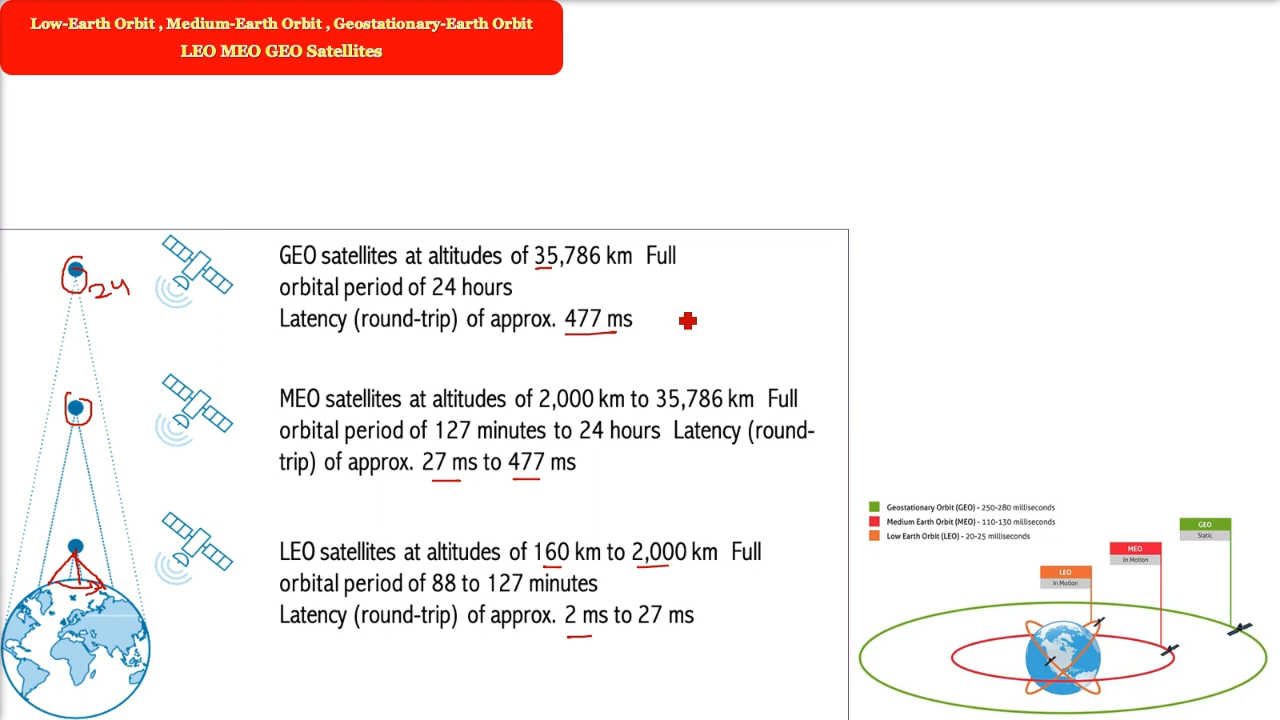 Low-Earth Orbit , Medium-Earth Orbit , Geostationary-Earth Orbit
LEO MEO GEO Satellites
GEO satellites at altitudes of 35,786 km Full
orbital period of 24 hours
Latency (round-trip) of approx. 477 ms
24
MEO satellites at altitudes of 2,000 km to 35,786 km Full
orbital period of 127 minutes to 24 hours Latency (round-
trip) of approx. 27 ms to 477 ms
LEO satellites at altitudes of 160 km to 2,000 km Full
orbital period of 88 to 127 minutes
Latency (round-trip) of approx. 2 ms to 27 ms
Geostationary Orbit (GEO) - 250-280 milliseconds
Medium Earth Orbit (MEO) - 110-130 milliseconds
Low Earth Orbit (LEO) - 20-25 milliseconds
GEO
Static
MEO
In Motion
LEO
In Motion